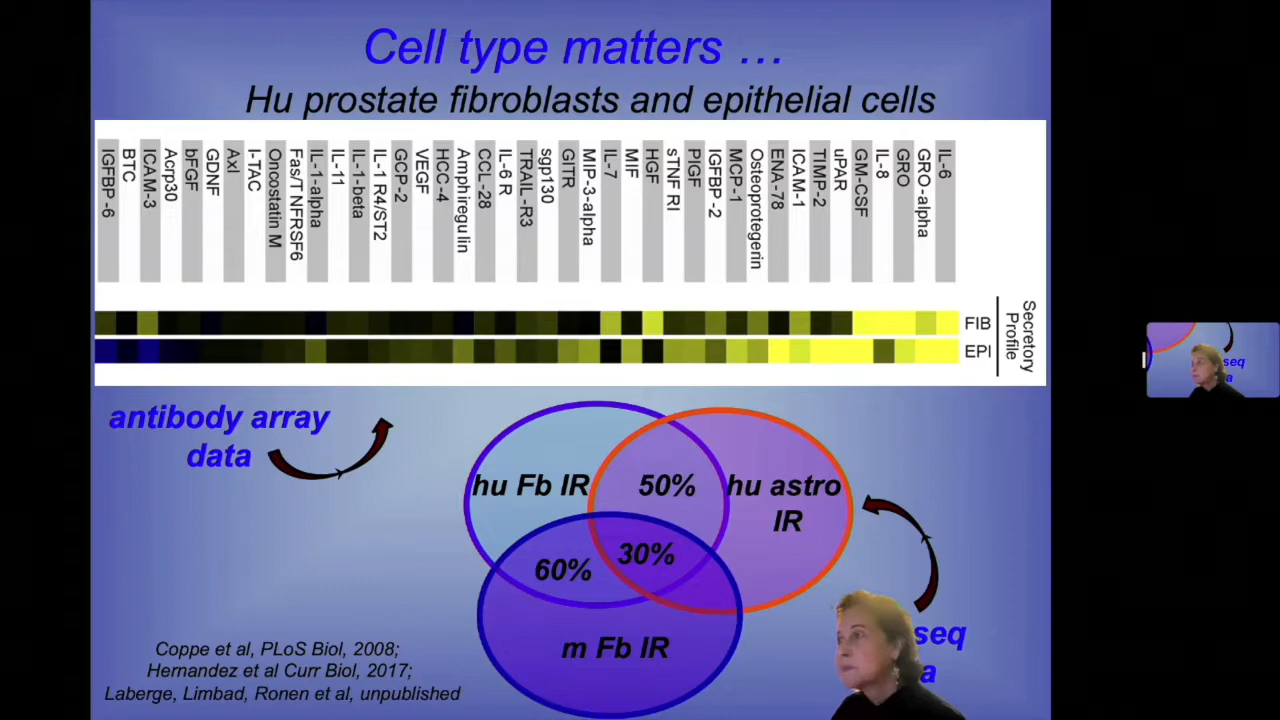 Cell type matters …
Hu prostate fibroblasts and epithelial cells
IGFBP-6
BTC
ICAM-3
Acrp30
bFGF
GDNF
Axl
I-TAC
Oncostatin M
Fas/TNFRSF6
IL-1-alpha
IL-11
IL-1-beta
IL-1 R4/ST2
GCP-2
VEGF
HCC-4
Amphiregulin
CCL-28
IL-6 R
TRAIL-R3
sgp130
GITR
MIP-3-alpha
IL-7
MIF
HGF
sTNF RI
PIGF
IGFBP-2
MCP-1
Osteoprotegerin
ENA-78
ICAM-1
TIMP-2
uPAR
GM-CSF
IL-8
GRO
GRO-alpha
IL-6
FIB
EPI
Secretory
Profile
antibody array
data
hu Fb IR
50%
hu astro
IR
60%
30%
m Fb IR
seq
a
Coppe et al, PLoS Biol, 2008;
Hernandez et al Curr Biol, 2017;
Laberge, Limbad, Ronen et al, unpublished
seq
a